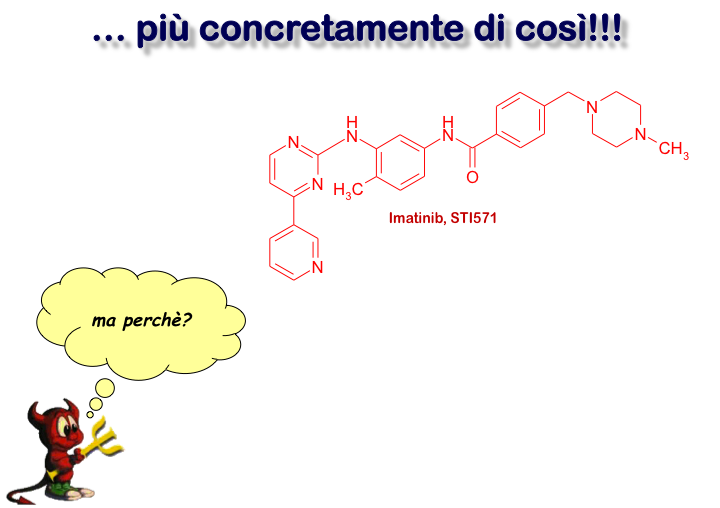 ... più concretamente di così!!!
H
N
H
N
N
N
O
N
N
CH3
H3C
N
Imatinib, STI571
ma perchè?